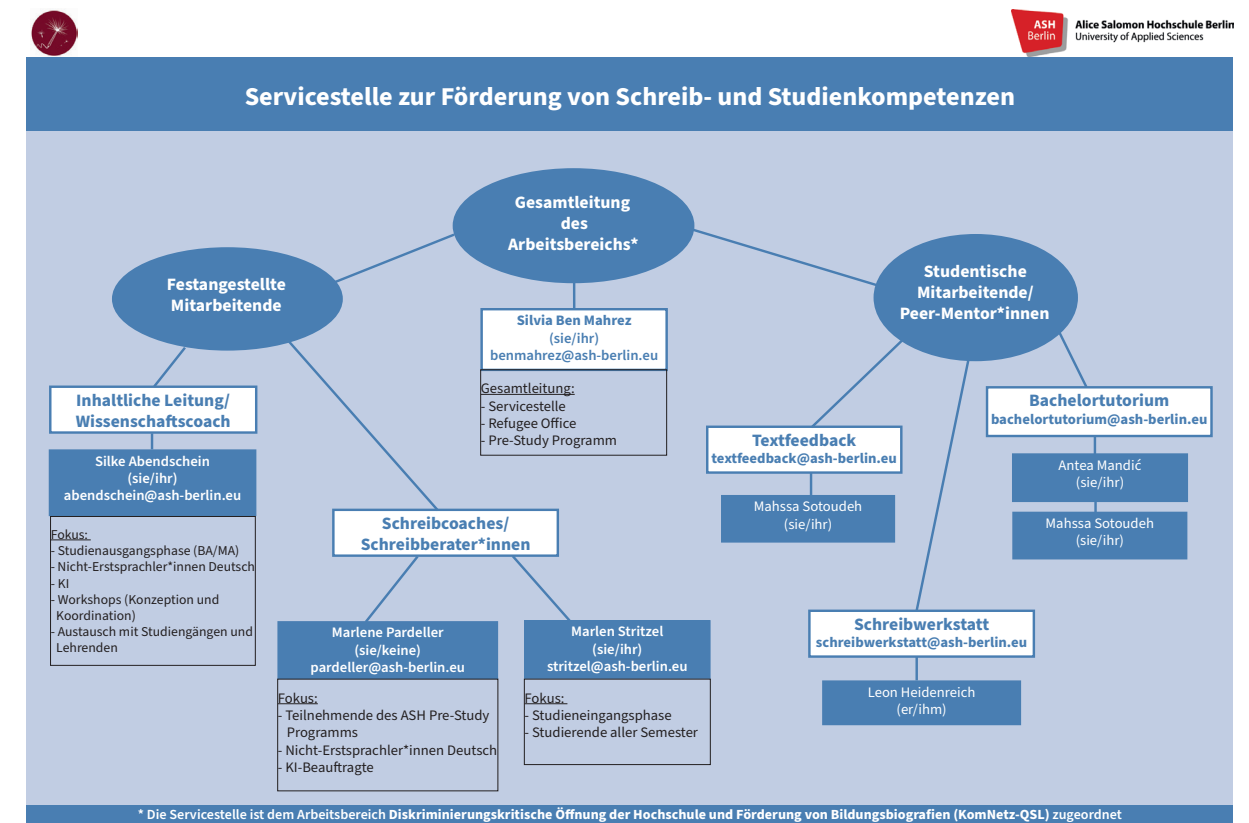 ASH
Berlin
Alice Salomon Hochschule Berlin
University of Applied Sciences
Servicestelle zur Förderung von Schreib- und Studienkompetenzen
Gesamtleitung
des
Arbeitsbereichs*
Silvia Ben Mahrez
(sie/ihr)
benmahrez@ash-berlin.eu
Gesamtleitung:
- Servicestelle
- Refugee Office
- Pre-Study Programm
Festangestellte
Mitarbeitende
Inhaltliche Leitung/
Wissenschaftscoach
Silke Abendschein
(sie/ihr)
abendschein@ash-berlin.eu
Fokus:
- Studienausgangphase (BA/MA)
- Nicht-Erstsprachler*innen Deutsch
- KI
- Workshops (Konzeption und
Koordination)
- Austausch mit Studiengängen und
Lehrenden
Schreibcoaches/
Schreibberater*innen
Marlene Pardeller
(sie/keine)
pardeller@ash-berlin.eu
Fokus:
- Teilnehmende des ASH Pre-Study
Programms
- Nicht-Erstsprachler*innen Deutsch
- KI-Beauftragte
Marlen Stritzel
(sie/ihr)
stritzel@ash-berlin.eu
Fokus:
- Studieneingangsphase
- Studierende aller Semester
Studentische
Mitarbeitende/
Peer-Mentor*innen
Textfeedback
textfeedback@ash-berlin.eu
Mahssa Sotoudeh
(sie/ihr)
Schreibwerkstatt
schreibwerkstatt@ash-berlin.eu
Leon Heidenreich
(er/ihm)
Bachelortutorium
bachelortutorium@ash-berlin.eu
Antea Mandić
(sie/ihr)
Mahssa Sotoudeh
(sie/ihr)
* Die Servicestelle ist dem Arbeitsbereich Diskriminierungskritische Öffnung der Hochschule und Förderung von Bildungsbiografien (KomNetz-QSL) zugeordnet